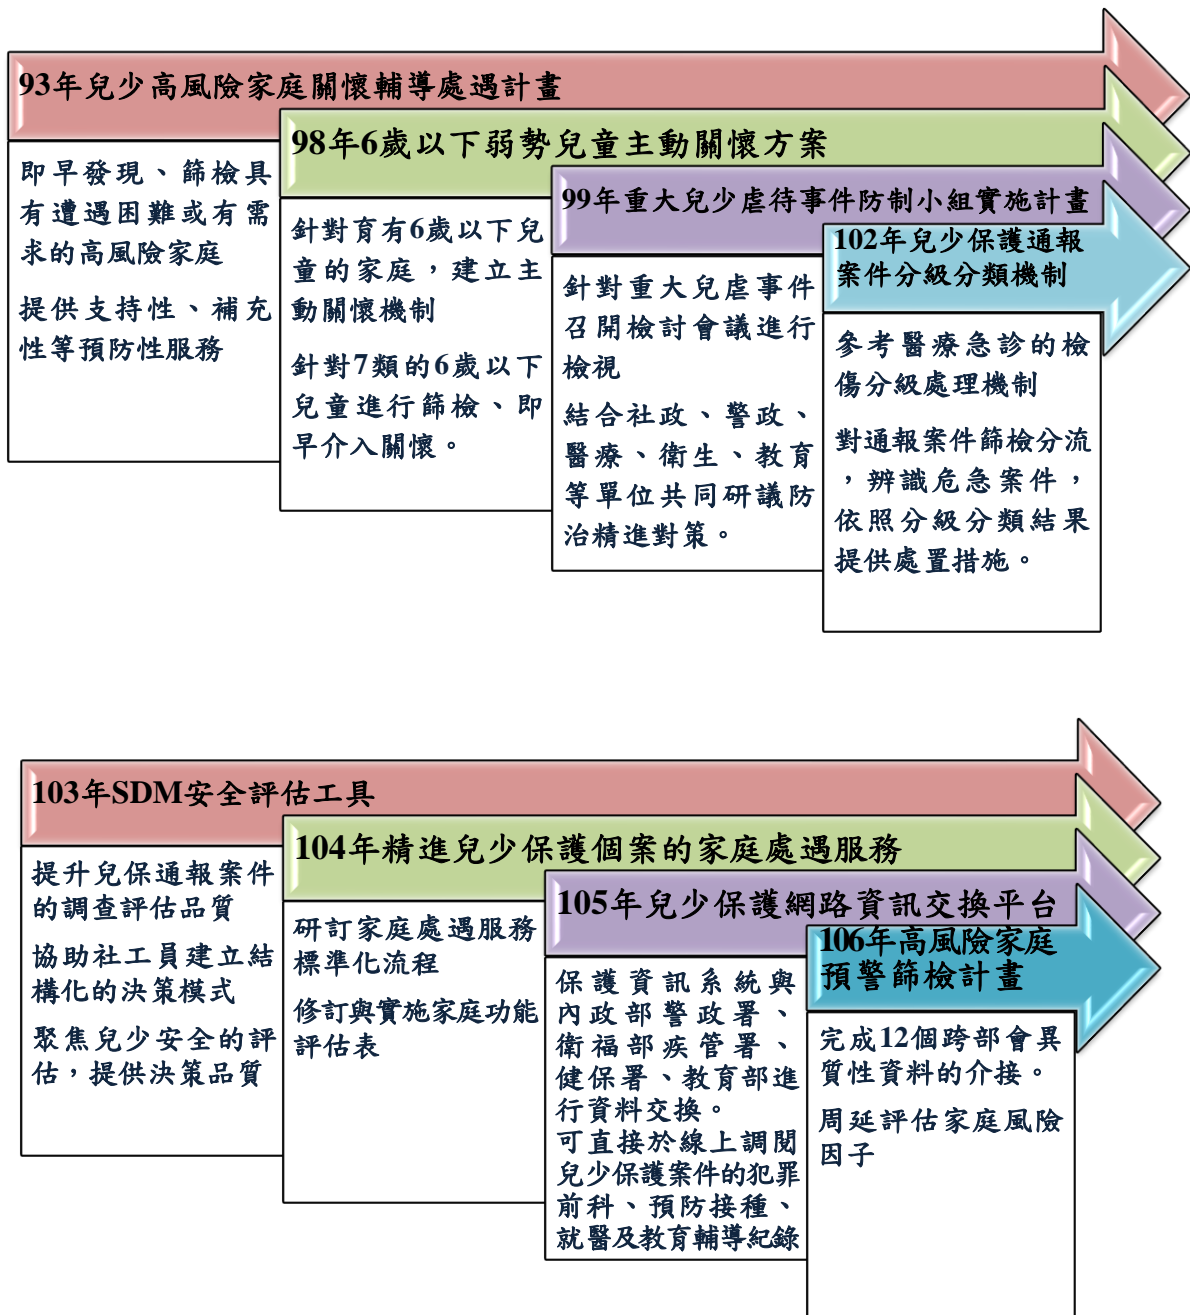 93年兒少高風險家庭關懷輔導處遇計畫
即早發現、篩檢具
有遭遇困難或有需
求的高風險家庭
提供支持性、補充
性等預防性服務
98年6歲以下弱勢兒童主動關懷方案
針對育有6歲以下兒
童的家庭，建立主
動關懷機制
針對7類的6歲以下
兒童進行篩檢、即
早介入關懷。
99年重大兒少虐待事件防制小組實施計畫
針對重大兒虐事件
召開檢討會議進行
檢視
結合社政、警政、
醫療、衛生、教育
等單位共同研議防
治精進對策。
102年兒少保護通報
案件分級分類機制
參考醫療急診的檢
傷分級處理機制
對通報案件篩檢分流
，辨識危急案件，
依照分級分類結果
提供處置措施。
103年SDM安全評估工具
提升兒保通報案件
的調查評估品質
協助社工員建立結
構化的決策模式
聚焦兒少安全的評
估，提供決策品質
104年精進兒少保護個案的家庭處遇服務
研訂家庭處遇服務
標準化流程
修訂與實施家庭功能
評估表
105年兒少保護網路資訊交換平台
保護資訊系統與
內政部警政署、
衛福部疾管署、
健保署、教育部進
行資料交換。
可直接於線上調閱
兒少保護案件的犯罪
前科、預防接種、
就醫及教育輔導紀錄
106年高風險家庭
預警篩檢計畫
完成12個跨部會異
質性資料的介接。
周延評估家庭風險
因子